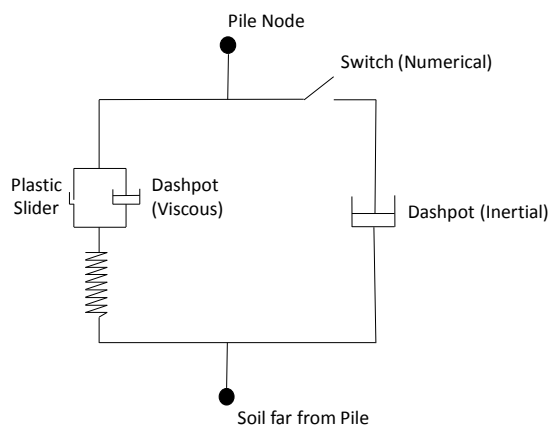 Pile Node
Switch (Numerical)
Plastic
Slider
Dashpot
(Viscous)
Dashpot (Inertial)
Soil far from Pile